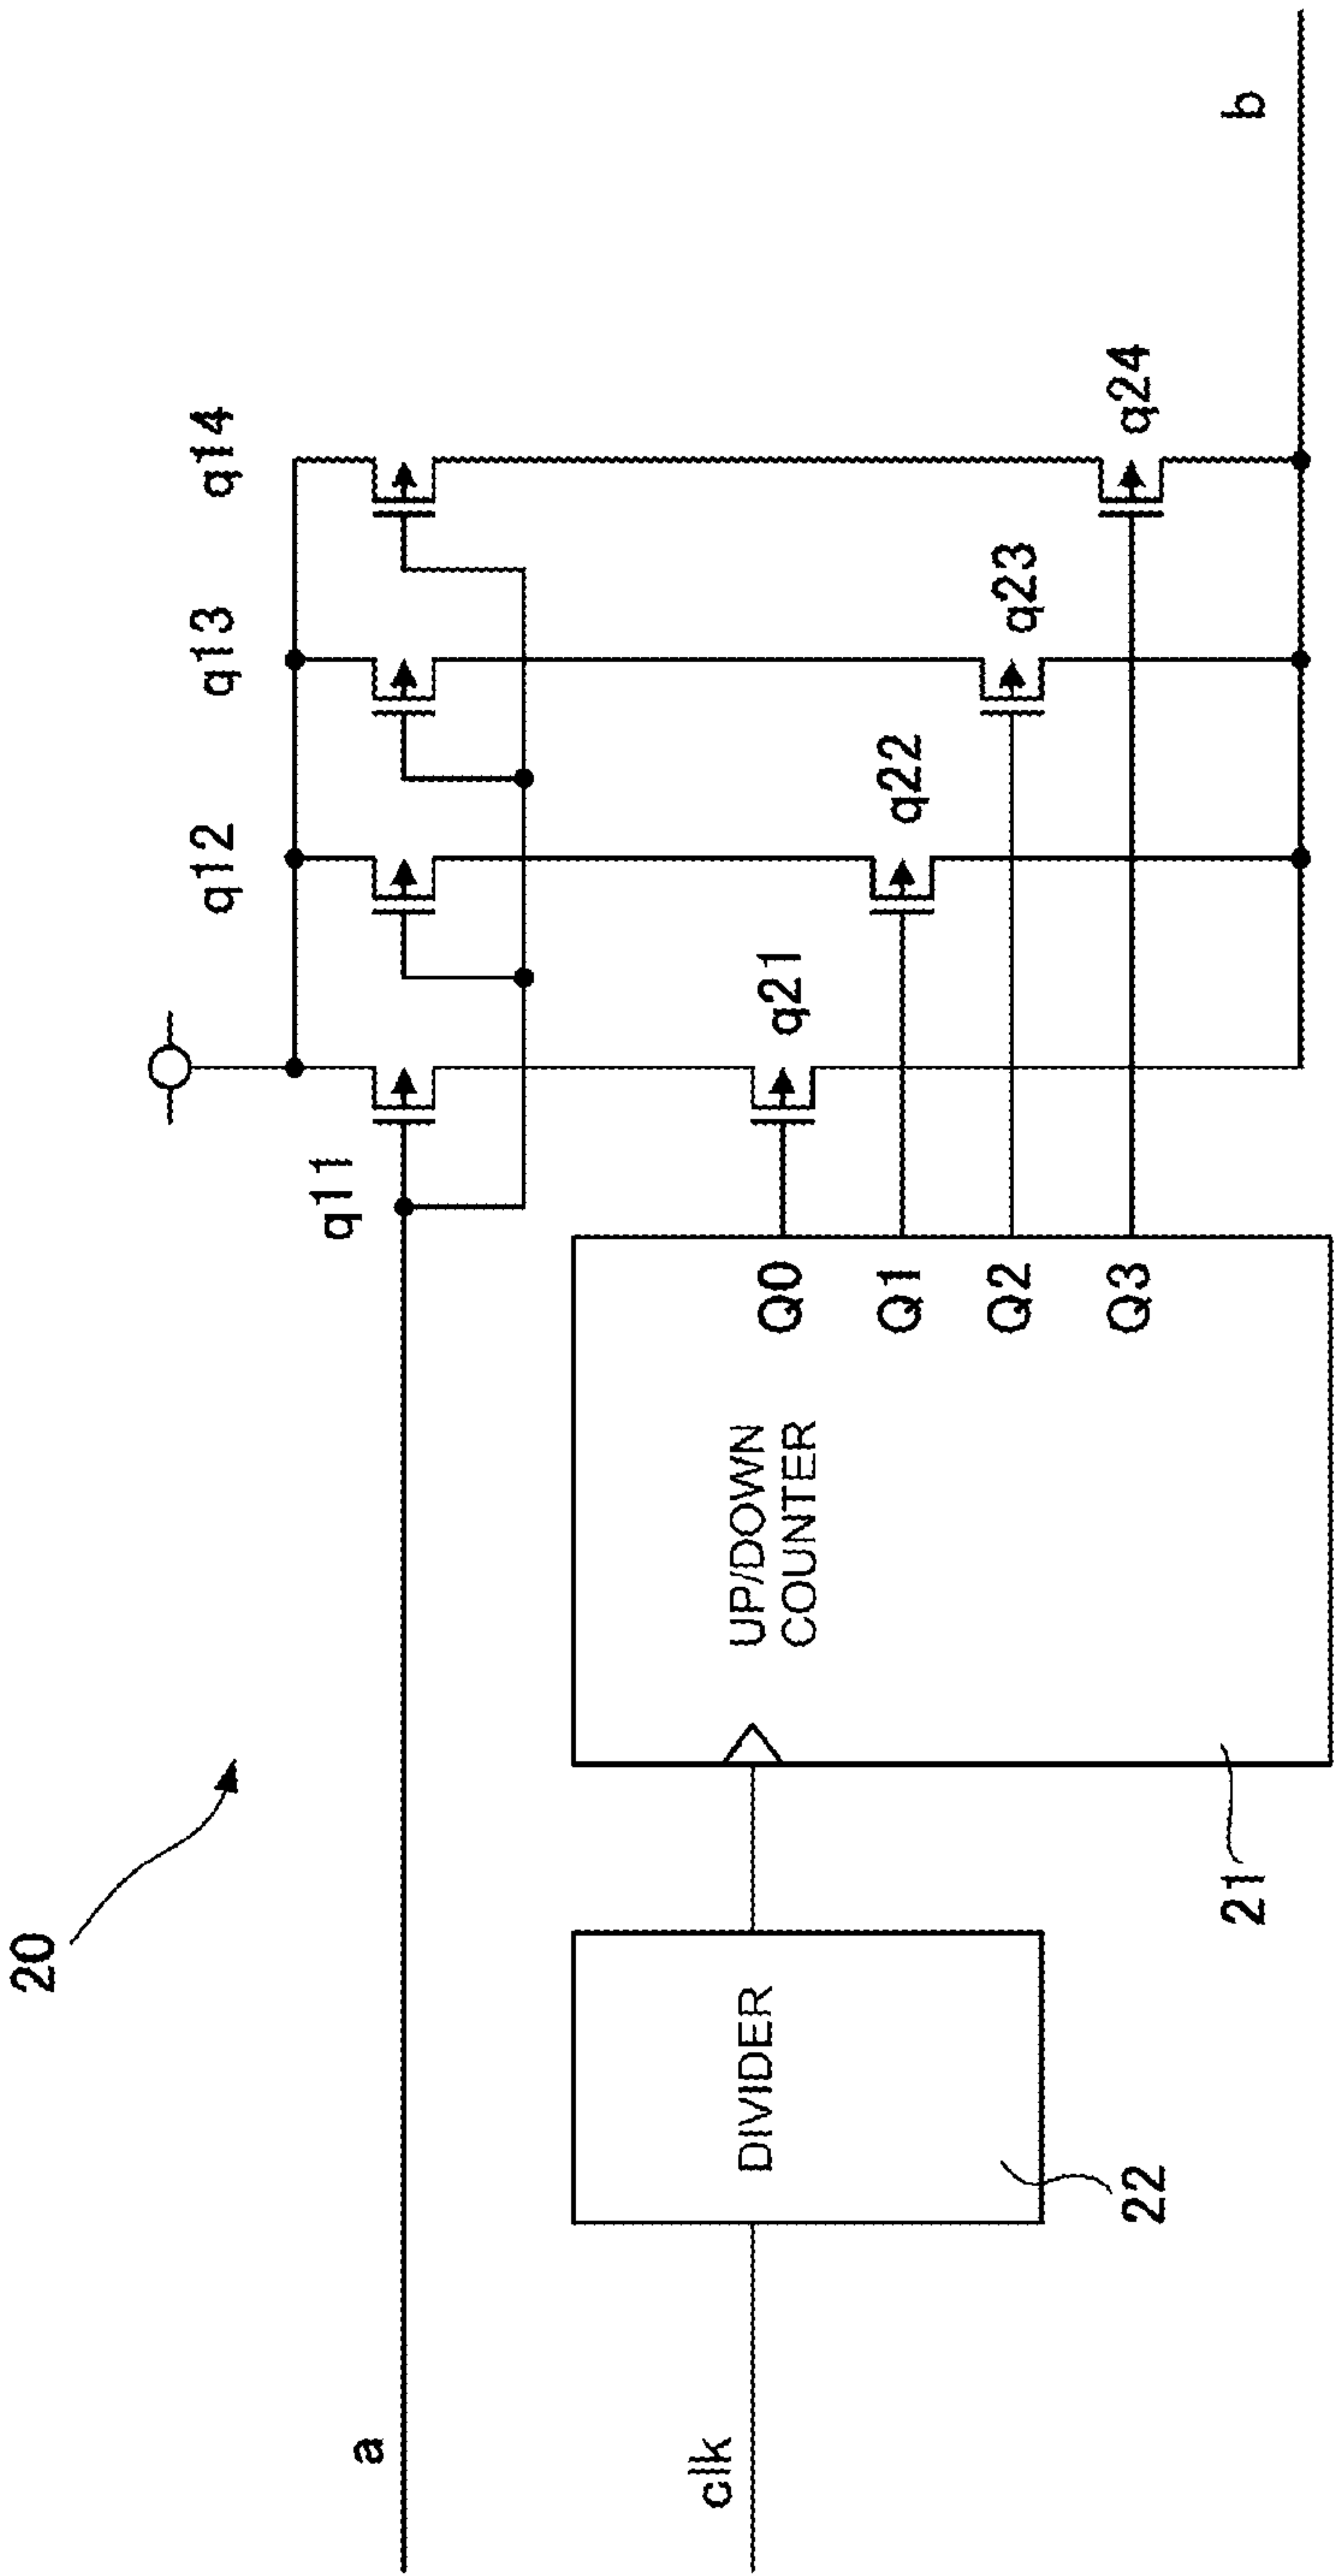 20
q12
q13
q14
q11
a
q21
q22
q23
q24
clk
DIVIDER
UP/DOWN
COUNTER
Q0
Q1
Q2
Q3
22
21
b